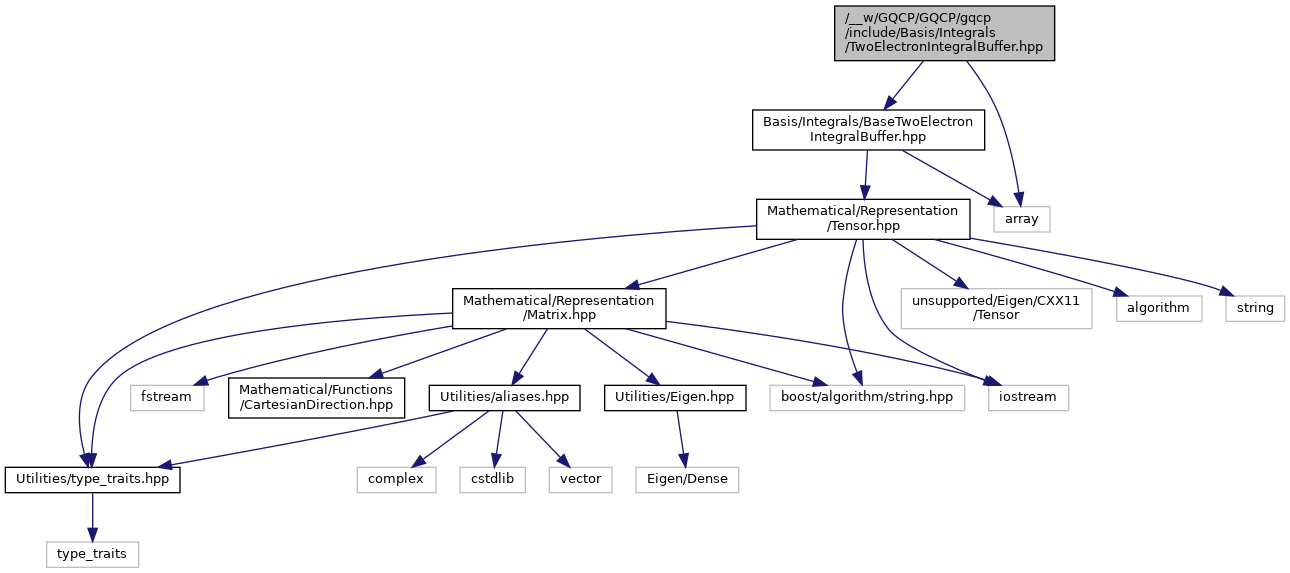 /__w/GQCP/GQCP/gqcp
/include/Basis/Integrals
/TwoElectronIntegralBuffer.hpp
Basis/Integrals/BaseTwoElectron
IntegralBuffer.hpp
Mathematical/Representation
/Tensor.hpp
array
Mathematical/Representation
/Matrix.hpp
unsupported/Eigen/CXX11
/Tensor
algorithm
string
fstream
Mathematical/Functions
/CartesianDirection.hpp
Utilities/aliases.hpp
Utilities/Eigen.hpp
boost/algorithm/string.hpp
iostream
Utilities/type_traits.hpp
complex
cstdlib
vector
Eigen/Dense
type_traits